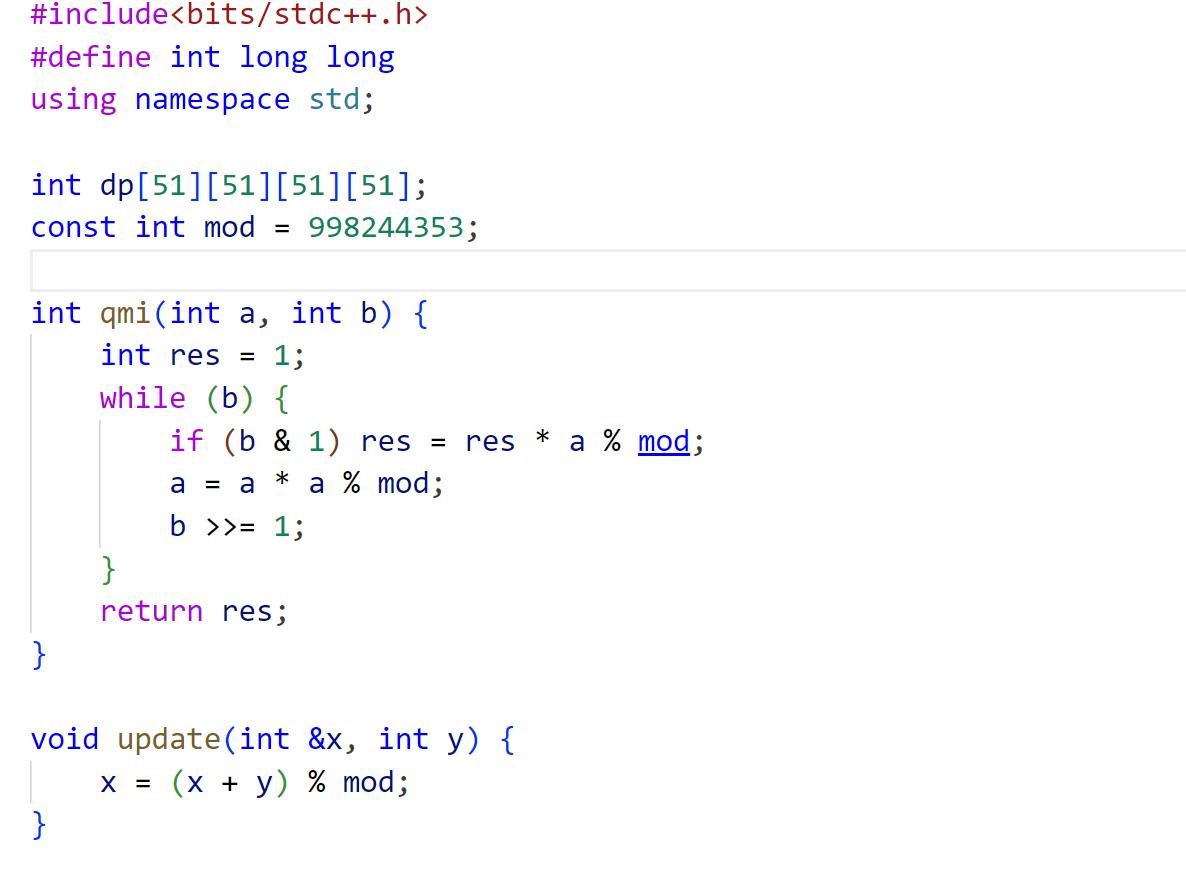 #include<bits/stdc++.h>
#define int long long
using namespace std;
int dp[51][51][51][51];
const int mod = 998244353;
int qmi(int a, int b) {
int res = 1;
while (b) {
if (b & 1) res = res * a % mod;
a = a * a % mod;
b >>= 1;
}
return res;
}
void update(int &x, int y) {
x = (x + y) % mod;
}